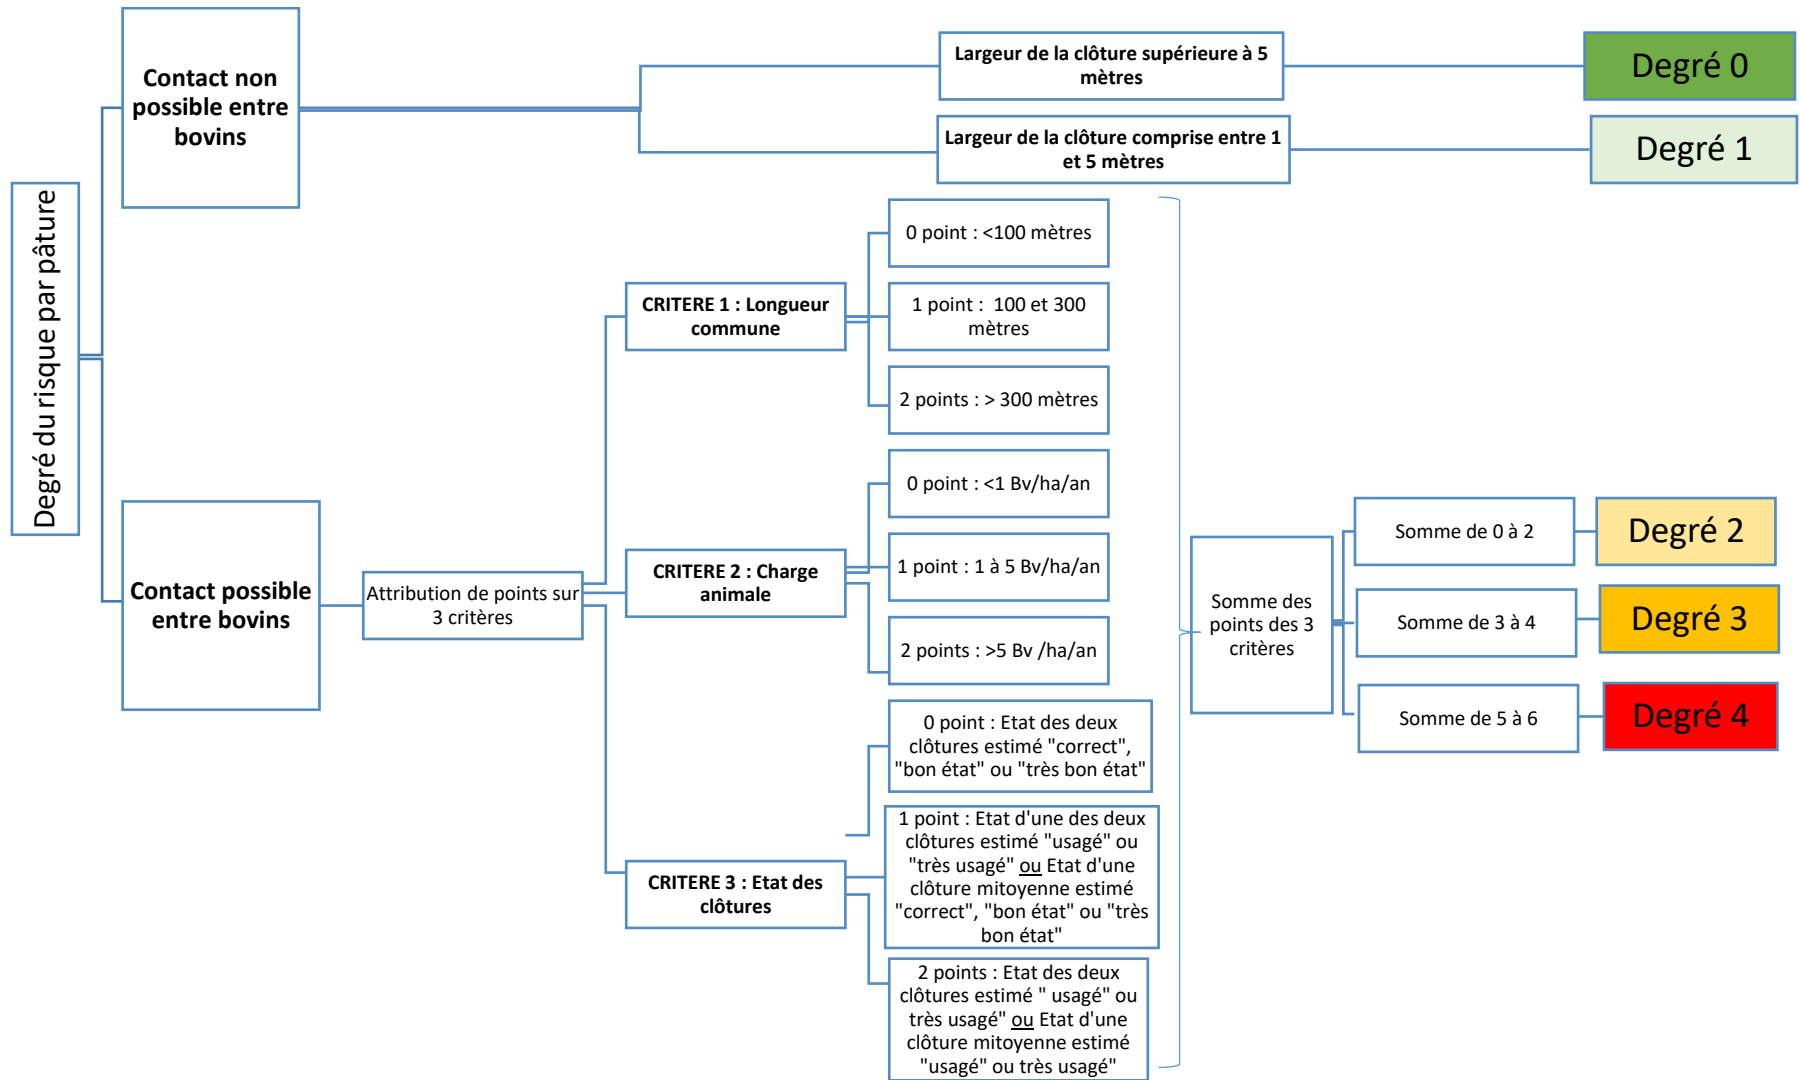 Degré du risque par pâture
Contact non
possible entre
bovins
Largeur de la clôture supérieure à 5
mètres
Degré 0
Largeur de la clôture comprise entre 1
et 5 mètres
Degré 1
Contact possible
entre bovins
Attribution de points sur
3 critères
CRITERE 1 : Longueur
commune
0 point : <100 mètres
1 point :  100 et 300
mètres
2 points : > 300 mètres
CRITERE 2 : Charge
animale
0 point : <1 Bv/ha/an
1 point : 1 à 5 Bv/ha/an
2 points : >5 Bv /ha/an
CRITERE 3 : Etat des
clôtures
0 point : Etat des deux
clôtures estimé "correct",
"bon état" ou "très bon état"
1 point : Etat d'une des deux
clôtures estimé "usagé" ou
"très usagé" ou Etat d'une
clôture mitoyenne estimé
"correct", "bon état" ou "très
bon état"
2 points : Etat des deux
clôtures estimé " usagé" ou
très usagé" ou Etat d'une
clôture mitoyenne estimé
"usagé" ou très usagé"
Somme des
points des 3
critères
Somme de 0 à 2
Degré 2
Somme de 3 à 4
Degré 3
Somme de 5 à 6
Degré 4